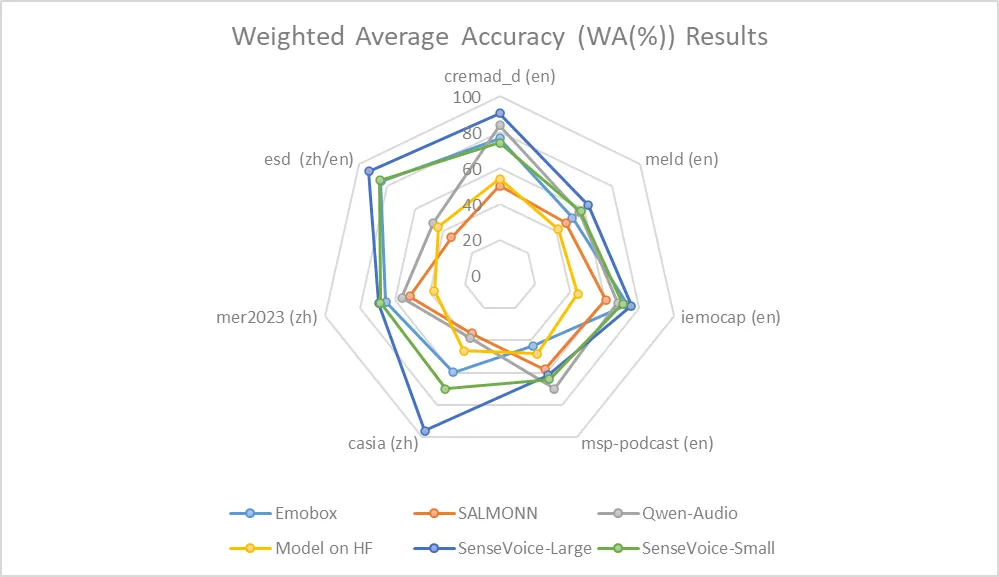 Weighted Average Accuracy (WA(%)) Results
cremad_d (en)
100
80
60
40
20
0
esd (zh/en)
meld (en)
mer2023 (zh)
iemocap (en)
casia (zh)
msp-podcast (en)
Emobox
SALMONN
Qwen-Audio
Model on HF
SenseVoice-Large
SenseVoice-Small